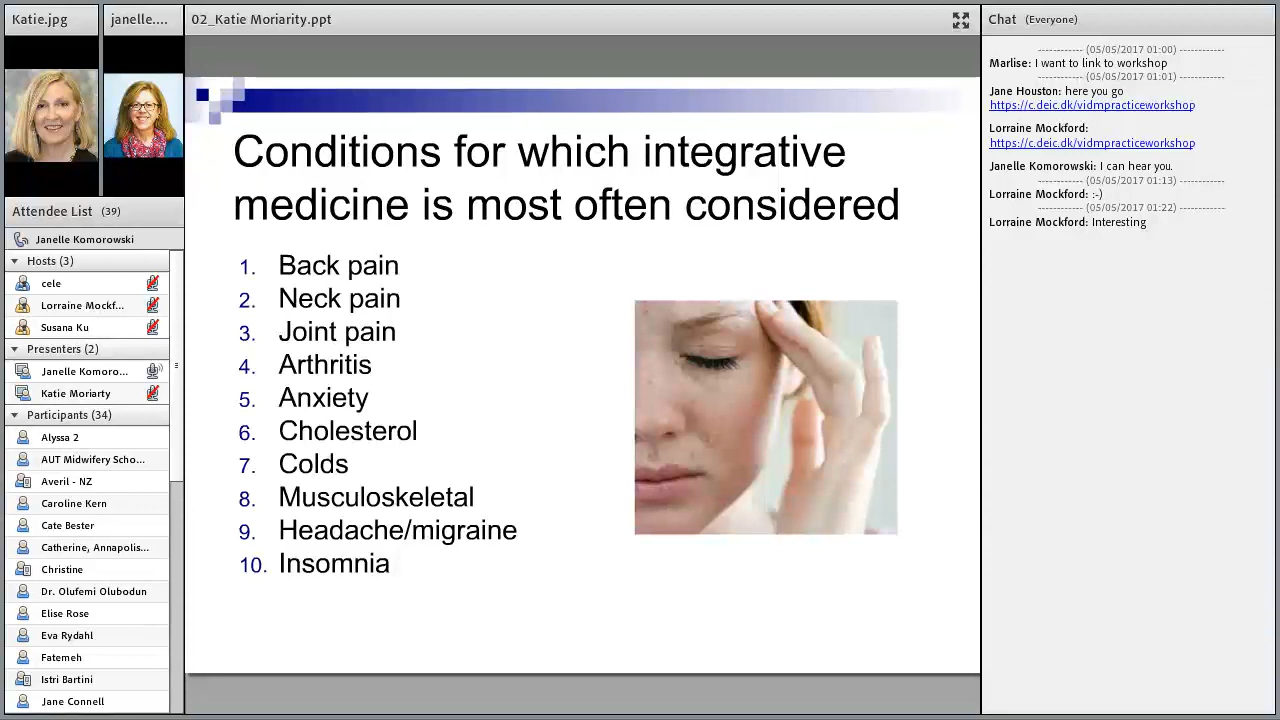 Katie.jpg
janelle....
Attendee List (39)
Janelle Komorowski
Hosts (3)
cele
Lorraine Mockf...
Susana Ku
Presenters (2)
Janelle Komoro...
Katie Moriarty
Participants (34)
Alyssa 2
AUT Midwifery Scho...
Averil - NZ
Caroline Kern
Cate Bester
Catherine, Annapolis...
Christine
Dr. Olufemi Olubodun
Elise Rose
Eva Rydahl
Fatemeh
Istri Bartini
Jane Connell
02_Katie Moriarity.ppt
Conditions for which integrative
medicine is most often considered
1. Back pain
2. Neck pain
3. Joint pain
4. Arthritis
5. Anxiety
6. Cholesterol
7. Colds
8. Musculoskeletal
9. Headache/migraine
10. Insomnia
Chat (Everyone)
------------ (05/05/2017 01:00) ------------
Marlise: I want to link to workshop
------------ (05/05/2017 01:01) ------------
Jane Houston: here you go
https://c.deic.dk/vidmpracticeworkshop
Lorraine Mockford:
https://c.deic.dk/vidmpracticeworkshop
Janelle Komorowski: I can hear you.
------------ (05/05/2017 01:13) ------------
Lorraine Mockford: :-)
------------ (05/05/2017 01:22) ------------
Lorraine Mockford: Interesting